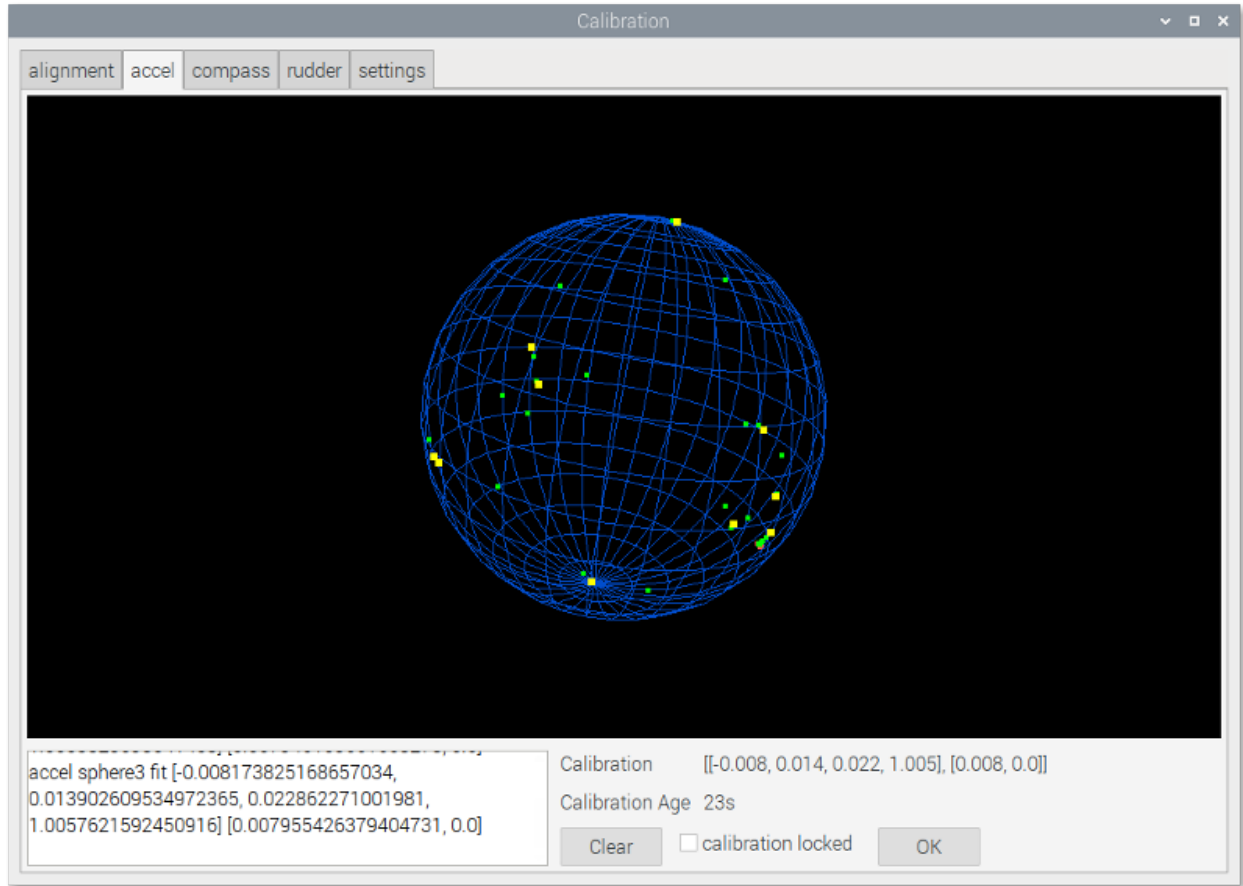 Calibration
alignment accel compass rudder settings
accel sphere3 fit [-0.008173825168657034,
0.013902609534972365, 0.022862271001981,
1.0057621592450916] [0.007955426379404731, 0.0]
Calibration [[-0.008, 0.014, 0.022, 1.005], [0.008, 0.0]]
Calibration Age 23s
Clear calibration locked OK